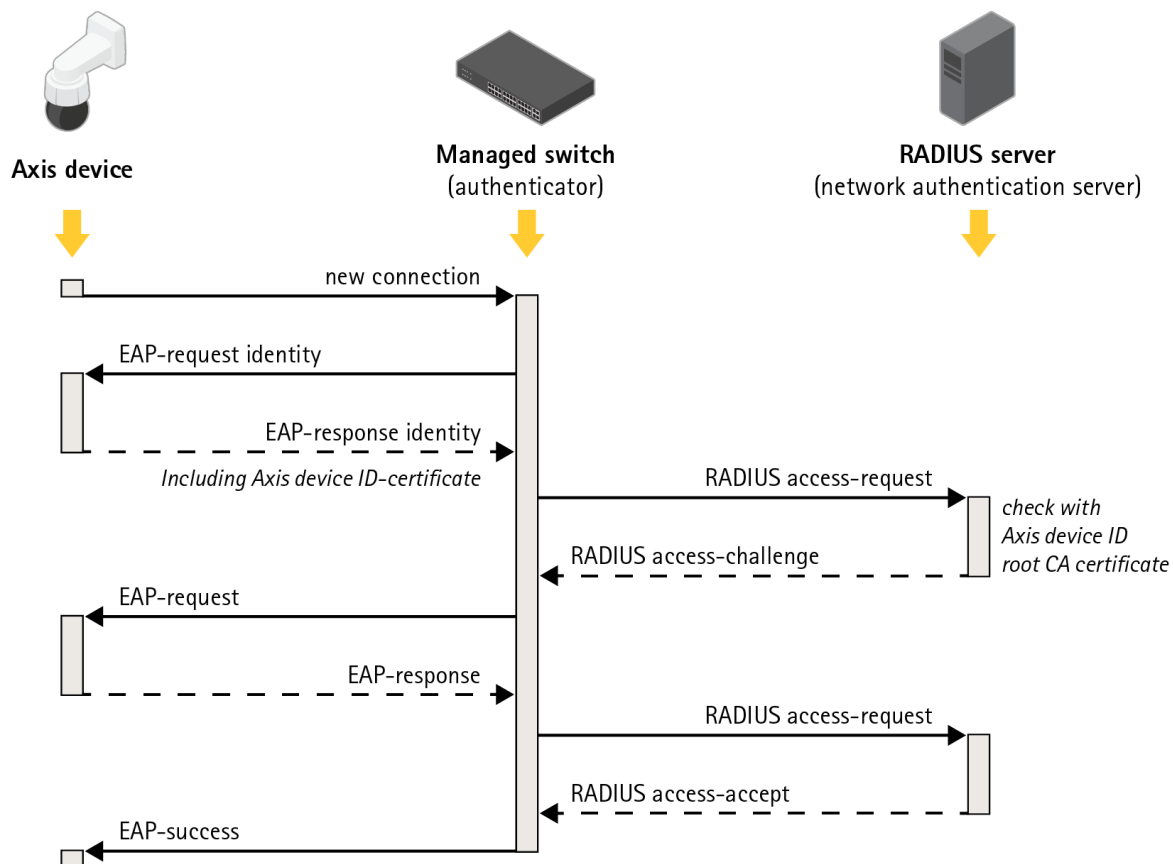 Axis device
Managed switch
(authenticator)
RADIUS server
(network authentication server)
new connection
EAP-request identity
EAP-response identity
Including Axis device ID-certificate
RADIUS access-request
check with
Axis device ID
root CA certificate
RADIUS access-challenge
EAP-request
EAP-response
RADIUS access-request
RADIUS access-accept
EAP-success